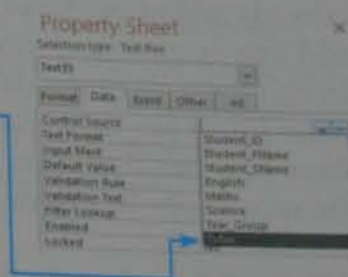 Property Sheet
Selection type: Text Box
Text35
Format Data Event Other All
Control Source
Text Format
Input Mask
Default Value
Validation Rule
Validation Text
Filter Lookup
Enabled
Locked
Student_ID
Student_FName
Student_SName
English
Maths
Science
Year_Group